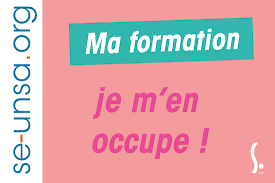 se-unsa.org
Ma formation
je m'en
occupe !